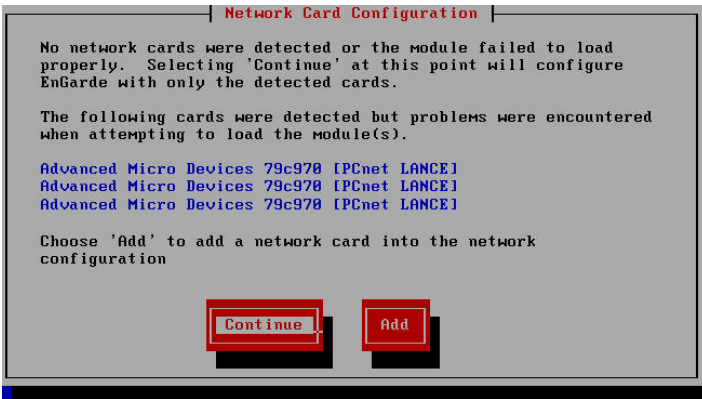 Network Card Configuration
No network cards were detected or the module failed to load
properly.  Selecting 'Continue' at this point will configure
EnGarde with only the detected cards.
The following cards were detected but problems were encountered
when attempting to load the module(s).
Advanced Micro Devices 79c970 [PCnet LANCE]
Advanced Micro Devices 79c970 [PCnet LANCE]
Advanced Micro Devices 79c970 [PCnet LANCE]
Choose 'Add' to add a network card into the network
configuration
Continue
Add